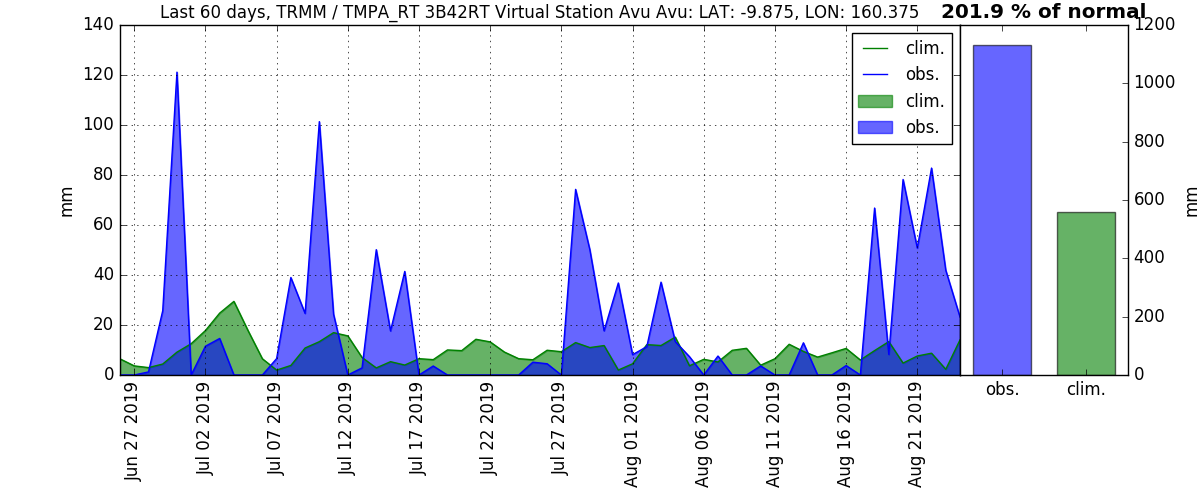 Last 60 days, TRMM / TMPA_RT 3B42RT Virtual Station Avu Avu: LAT: -9.875, LON: 160.375
201.9 % of normal
140
120
100
80
60
40
20
0
mm
clim.
obs.
clim.
obs.
Jun 27 2019
Jul 02 2019
Jul 07 2019
Jul 12 2019
Jul 17 2019
Jul 22 2019
Jul 27 2019
Aug 01 2019
Aug 06 2019
Aug 11 2019
Aug 16 2019
Aug 21 2019
1200
1000
800
600
400
200
0
mm
obs.
clim.